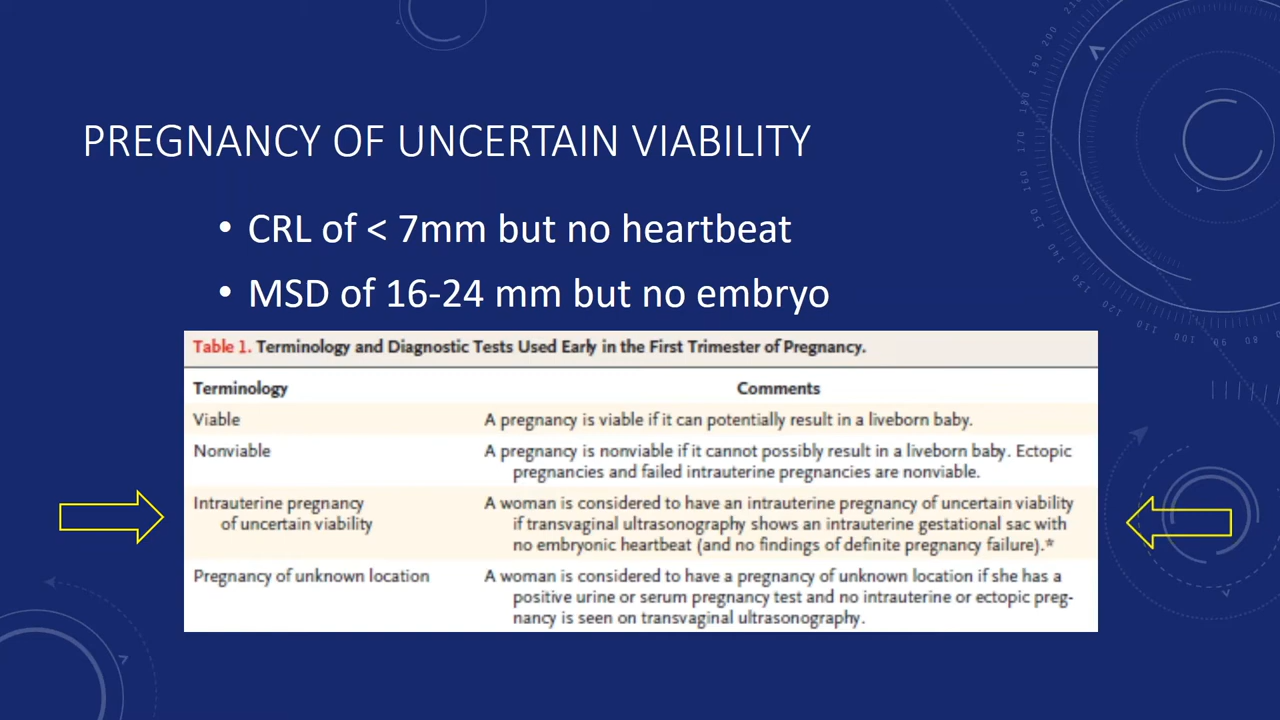 PREGNANCY OF UNCERTAIN VIABILITY
• CRL of < 7mm but no heartbeat
• MSD of 16-24 mm but no embryo
Table 1. Terminology and Diagnostic Tests Used Early in the First Trimester of Pregnancy.
Terminology Comments
Viable A pregnancy is viable if it can potentially result in a liveborn baby.
Nonviable A pregnancy is nonviable if it cannot possibly result in a liveborn baby. Ectopic
pregnancies and failed intrauterine pregnancies are nonviable.
Intrauterine pregnancy A woman is considered to have an intrauterine pregnancy of uncertain viability
of uncertain viability if transvaginal ultrasonography shows an intrauterine gestational sac with
no embryonic heartbeat (and no findings of definite pregnancy failure).*
Pregnancy of unknown location A woman is considered to have a pregnancy of unknown location if she has a
positive urine or serum pregnancy test and no intrauterine or ectopic preg-
nancy is seen on transvaginal ultrasonography.